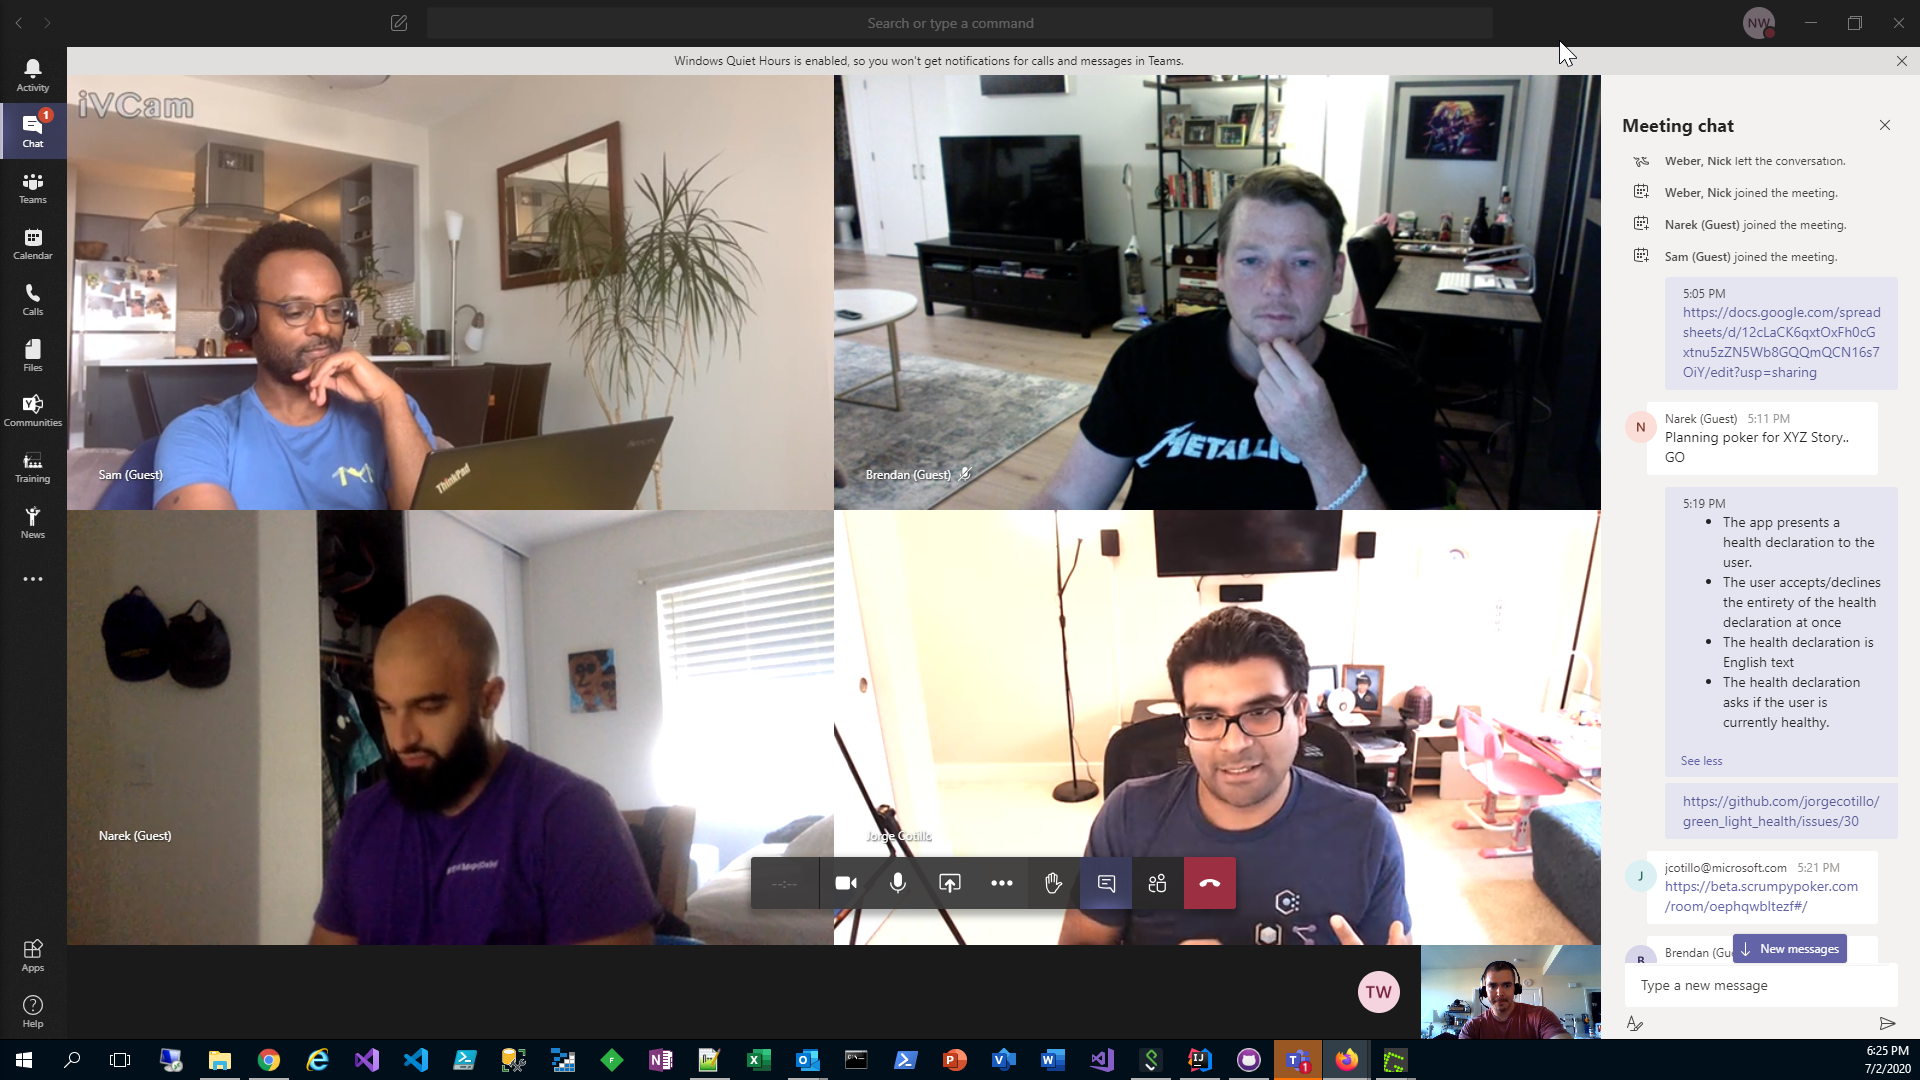 Search or type a command
NW
Windows Quiet Hours is enabled, so you won't get notifications for calls and messages in Teams.
Activity
1
Chat
Teams
Calendar
Calls
Files
Communities
Training
News
Apps
Help
iVCam
ThinkPad
Sam (Guest)
METALLIC
Brendan (Guest)
Narek (Guest)
Jorge Cotillo
--:--
TW
Meeting chat
Weber, Nick left the conversation.
Weber, Nick joined the meeting.
Narek (Guest) joined the meeting.
Sam (Guest) joined the meeting.
5:05 PM
https://docs.google.com/spread
sheets/d/12cLaCK6qxtOxFh0cG
xtnu5zZN5Wb8GQQmQCN16s7
OiY/edit?usp=sharing
N
Narek (Guest) 5:11 PM
Planning poker for XYZ Story..
GO
5:19 PM
• The app presents a
health declaration to the
user.
• The user accepts/declines
the entirety of the health
declaration at once
• The health declaration is
English text
• The health declaration
asks if the user is
currently healthy.
See less
https://github.com/jorgecotillo/
green_light_health/issues/30
J
jcotillo@microsoft.com 5:21 PM
https://beta.scrumpypoker.com
/room/oephqwbltezf#/
B
Brendan (Gu
New messages
Type a new message
6:25 PM
7/2/2020